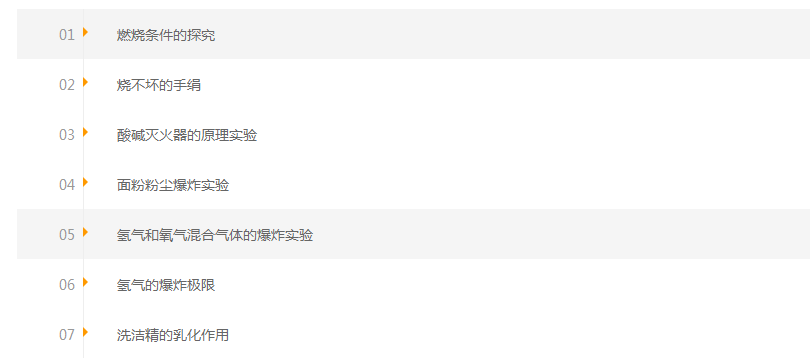 01 燃烧条件的探究
02 烧不坏的手绢
03 酸碱灭火器的原理实验
04 面粉粉尘爆炸实验
05 氢气和氧气混合气体的爆炸实验
06 氢气的爆炸极限
07 洗洁精的乳化作用